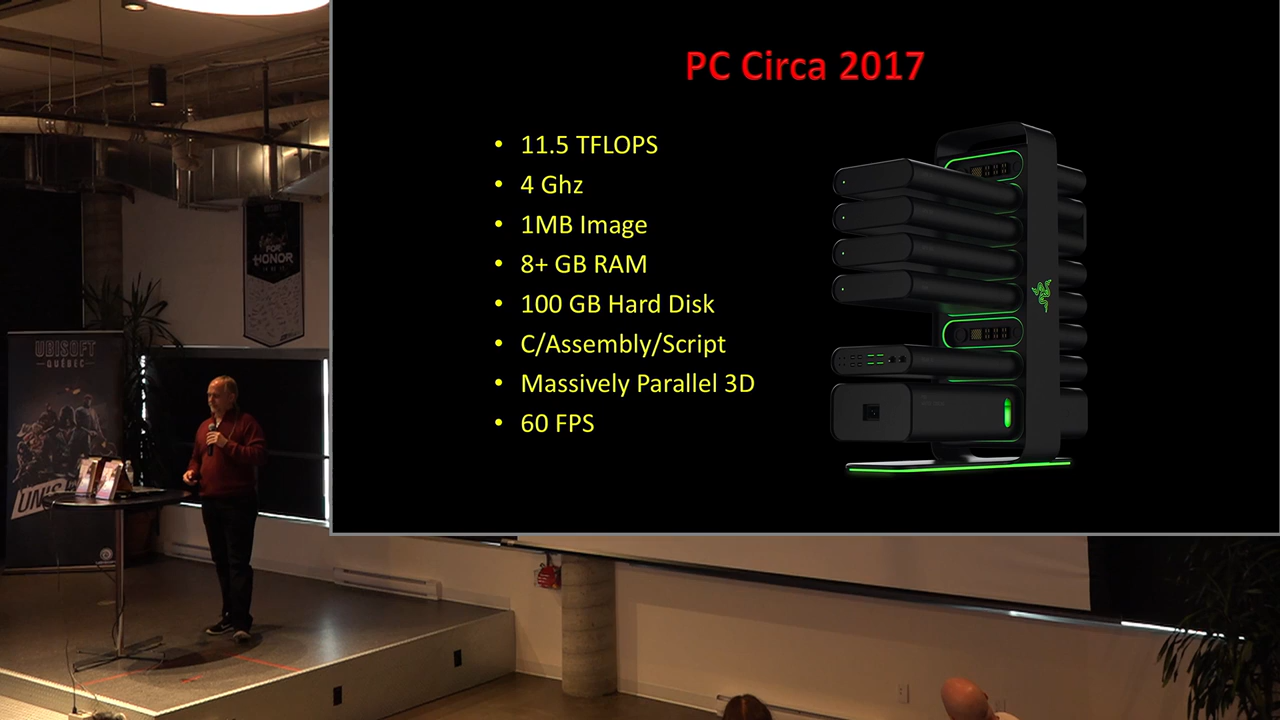 PC Circa 2017
• 11.5 TFLOPS
• 4 Ghz
• 1MB Image
• 8+ GB RAM
• 100 GB Hard Disk
• C/Assembly/Script
• Massively Parallel 3D
• 60 FPS
FOR
HONOR
UBISOFT
QUÉBEC